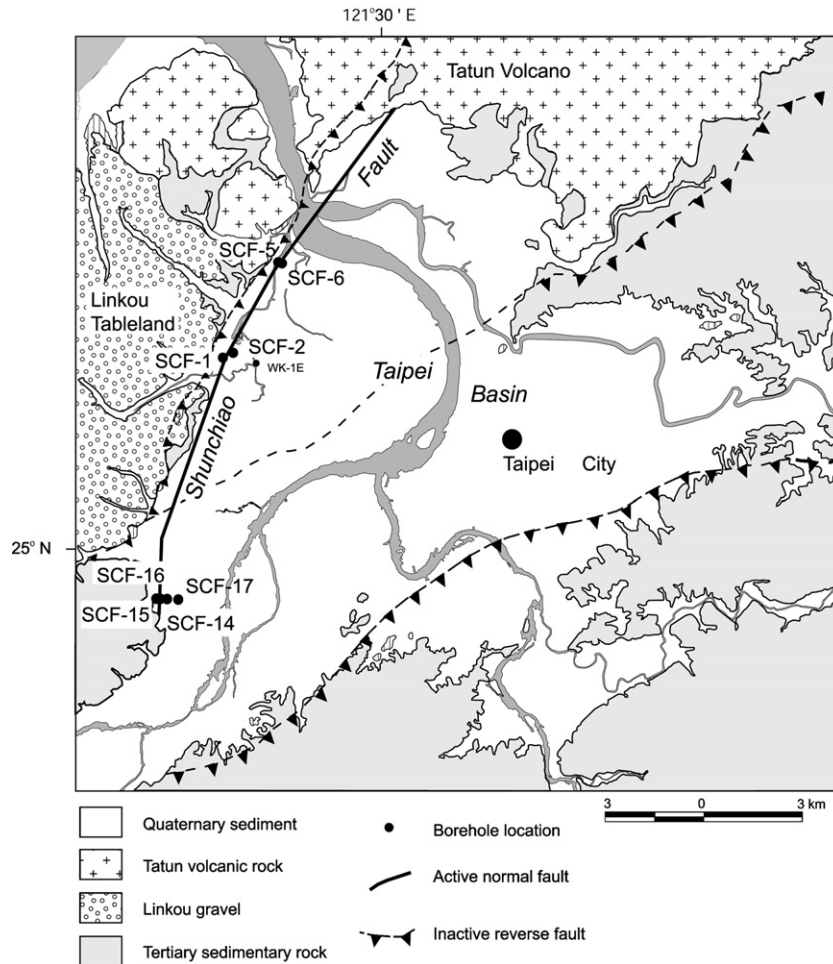 121°30 ' E
Tatun Volcano
Fault
SCF-5
SCF-6
Linkou
Tableland
SCF-1
SCF-2
WK-1E
Taipei
Basin
Shunchiao
Taipei City
25° N
SCF-16
SCF-17
SCF-15
SCF-14
3 0 3 km
Quaternary sediment
Borehole location
Tatun volcanic rock
Active normal fault
Linkou gravel
Inactive reverse fault
Tertiary sedimentary rock